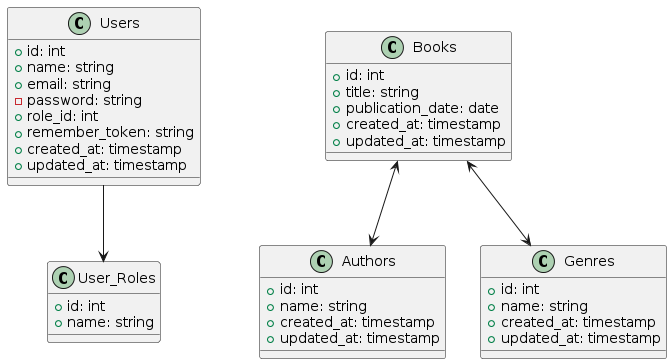 C Users
+ id: int
+ name: string
+ email: string
- password: string
+ role_id: int
+ remember_token: string
+ created_at: timestamp
+ updated_at: timestamp
C Books
+ id: int
+ title: string
+ publication_date: date
+ created_at: timestamp
+ updated_at: timestamp
C User_Roles
+ id: int
+ name: string
C Authors
+ id: int
+ name: string
+ created_at: timestamp
+ updated_at: timestamp
C Genres
+ id: int
+ name: string
+ created_at: timestamp
+ updated_at: timestamp